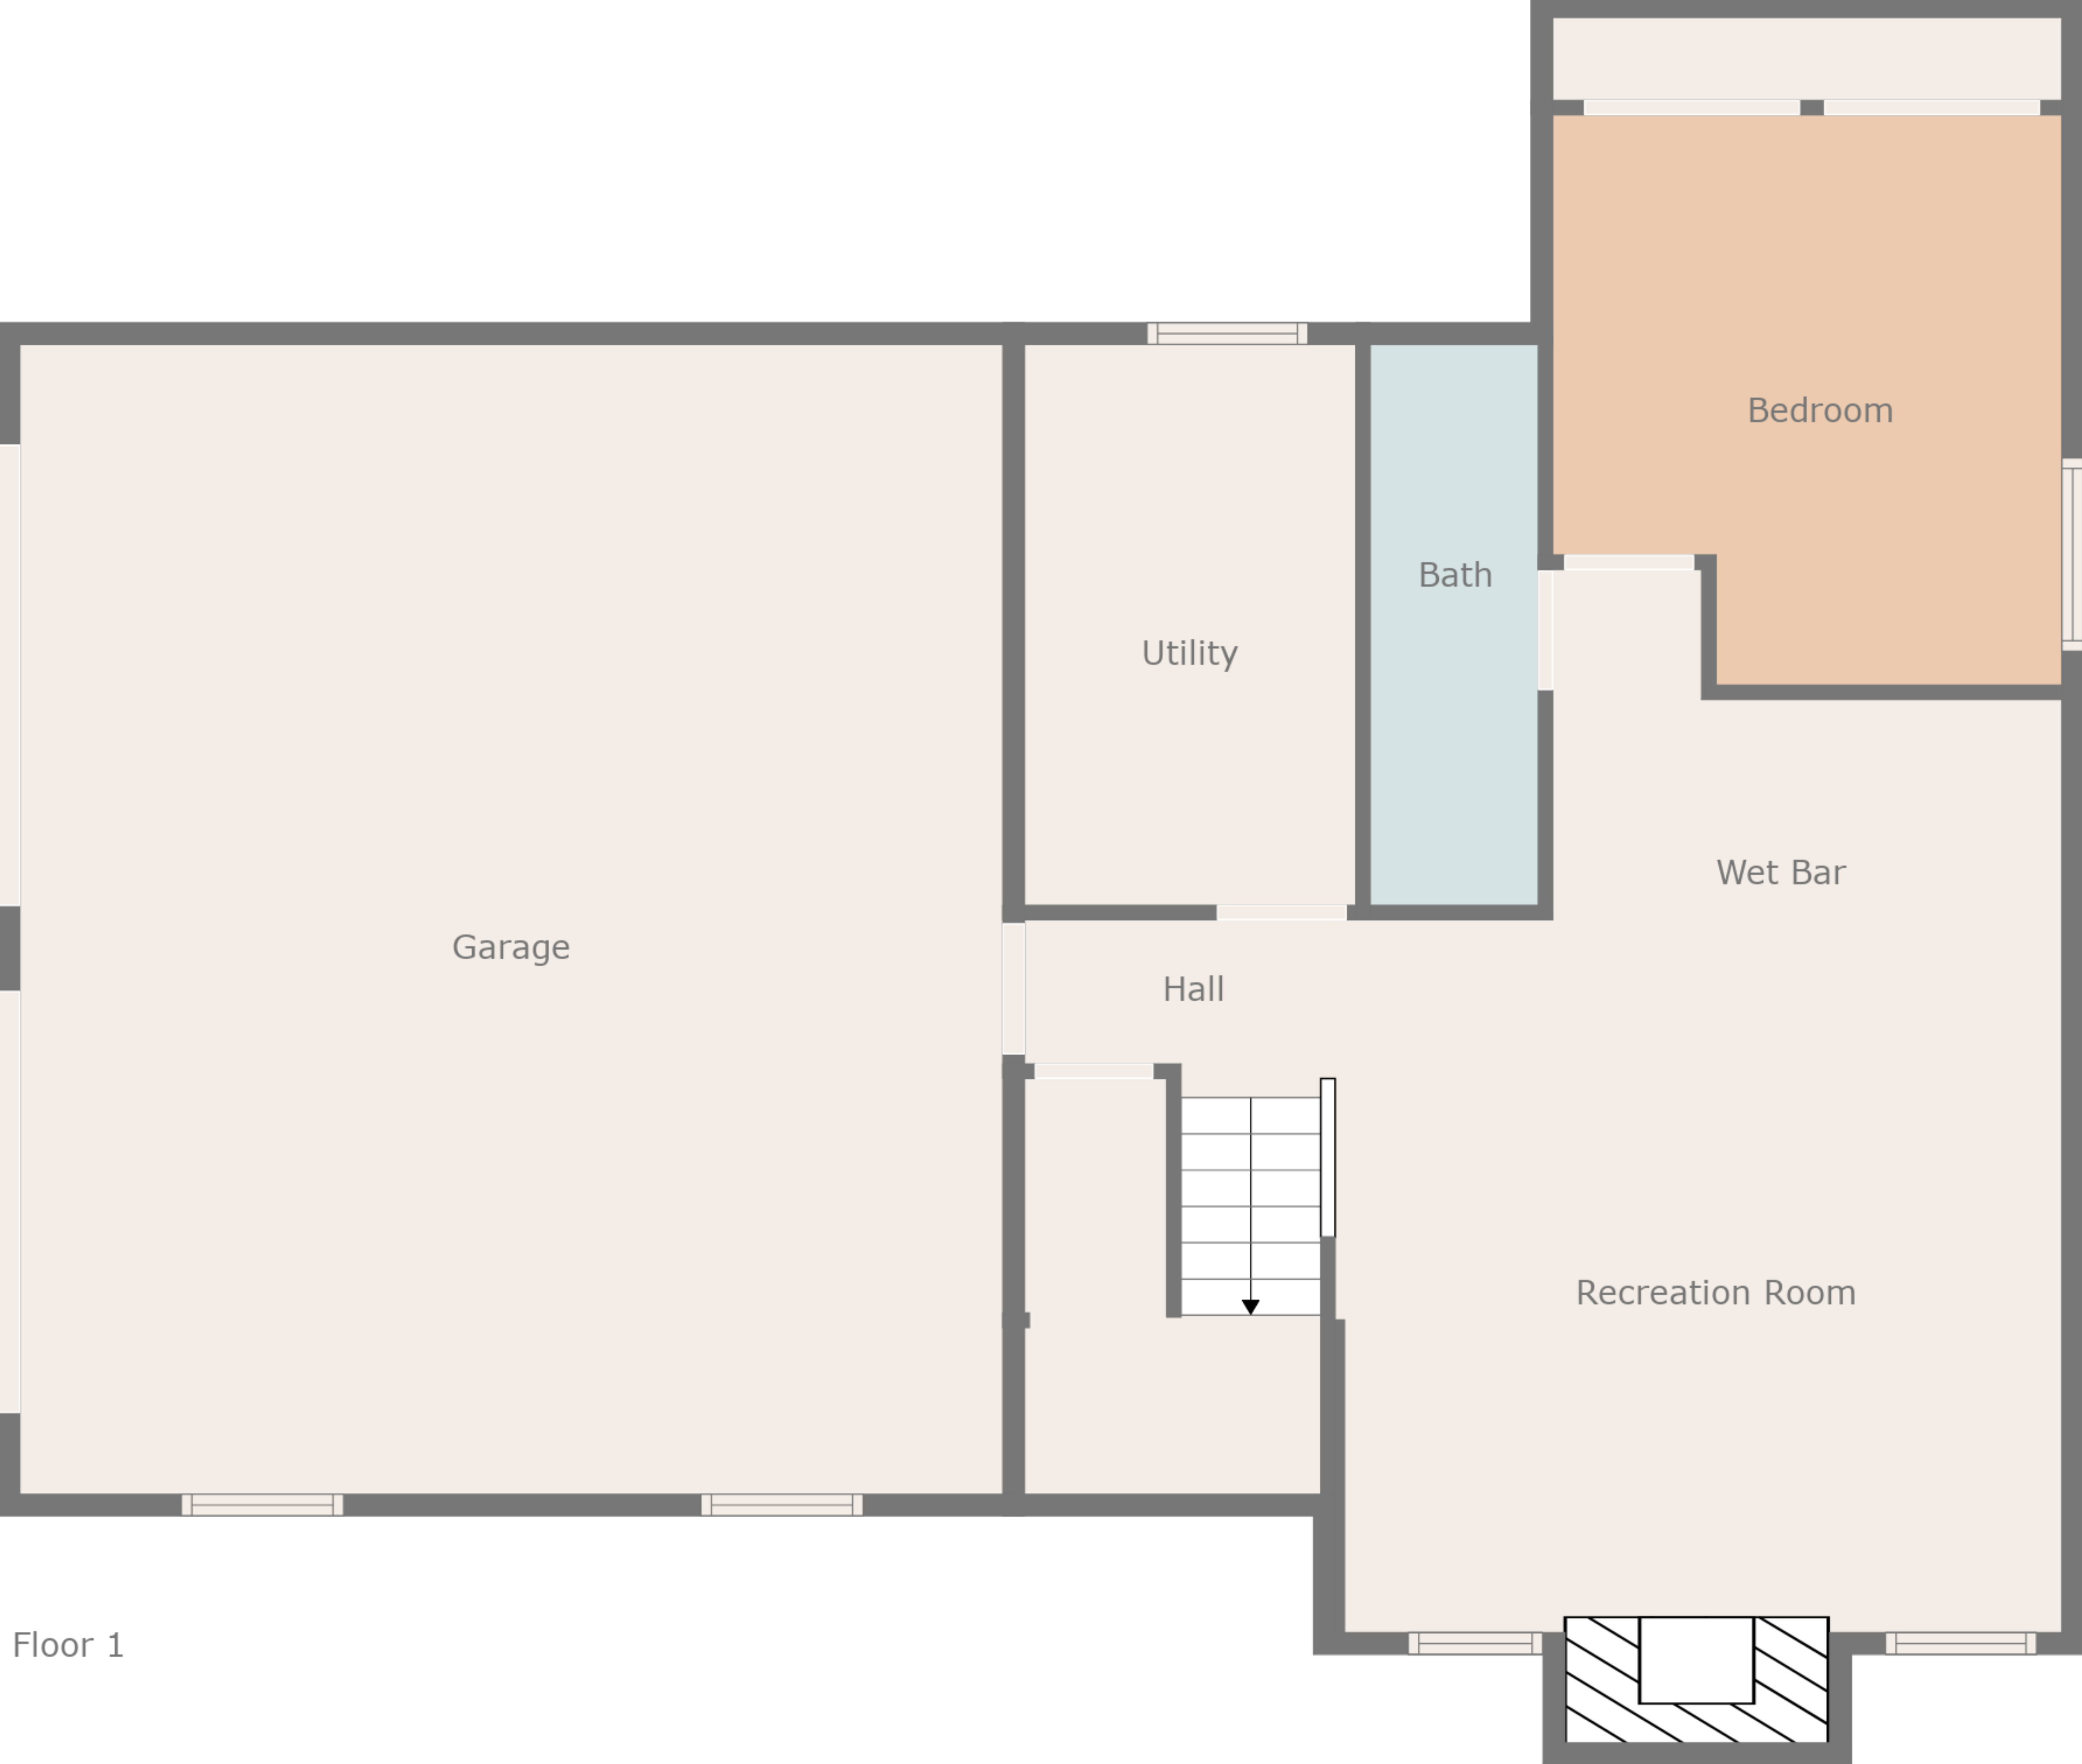 Bedroom
Bath
Utility
Wet Bar
Garage
Hall
Recreation Room
Floor 1